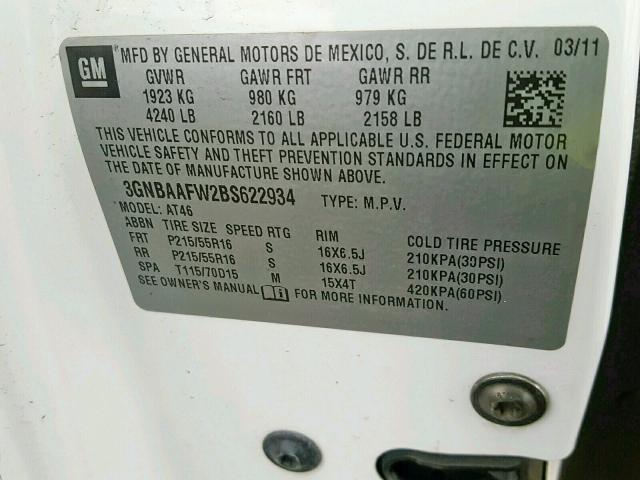 GM
MFD BY GENERAL MOTORS DE MEXICO, S. DE R.L. DE C.V. 03/11
GVWR GAWR FRT GAWR RR
1923 KG 980 KG 979 KG
4240 LB 2160 LB 2158 LB
THIS VEHICLE CONFORMS TO ALL APPLICABLE U.S. FEDERAL MOTOR
VEHICLE SAFETY AND THEFT PREVENTION STANDARDS IN EFFECT ON
THE DATE OF MANUFACTURE SHOWN ABOVE.
3GNBAAFW2BS622934 TYPE: M.P.V.
MODEL: AT46
ABBN TIRE SIZE SPEED RTG RIM COLD TIRE PRESSURE
FRT P215/55R16 S 16X6.5J 210KPA(30PSI)
RR P215/55R16 S 16X6.5J 210KPA(30PSI)
SPA T115/70D15 M 15X4T 420KPA(60PSI)
SEE OWNER'S MANUAL FOR MORE INFORMATION.